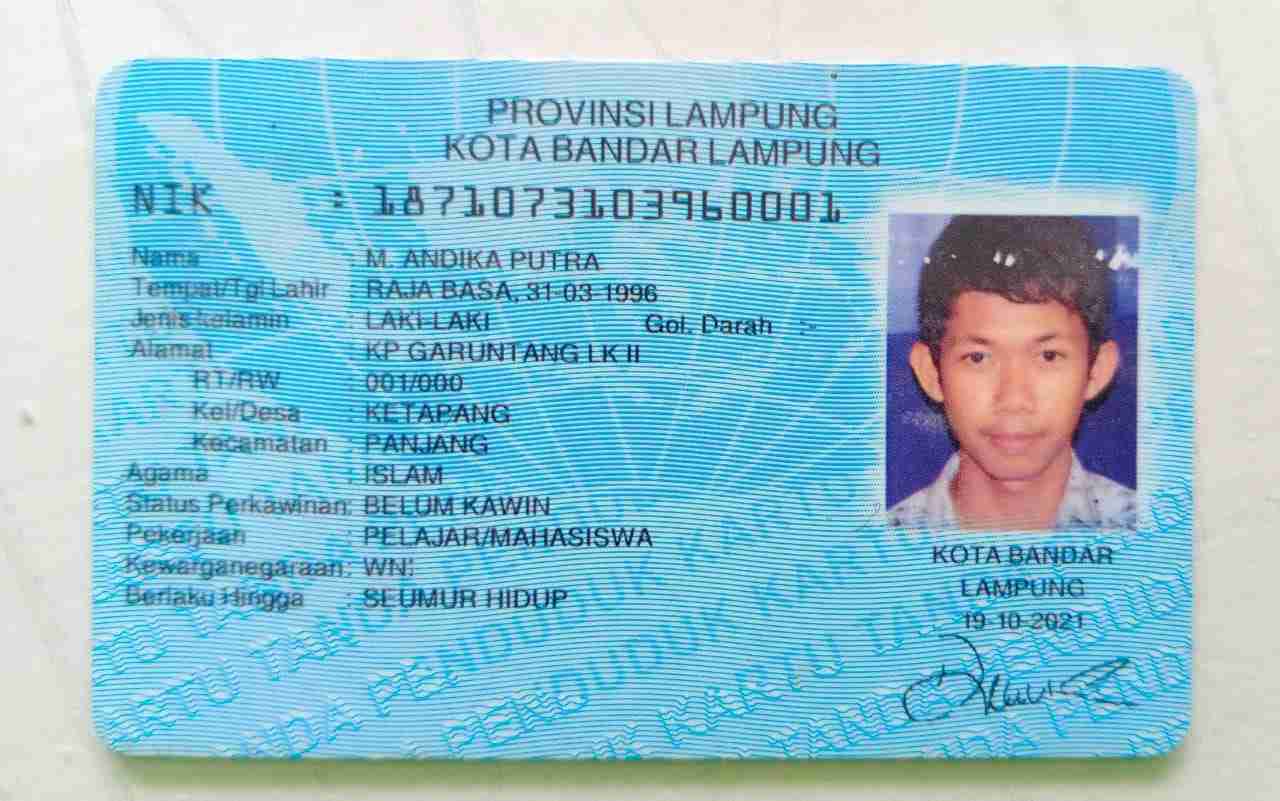 PROVINSI LAMPUNG
KOTA BANDAR LAMPUNG
NIK : 1871073103960001
Nama : M. ANDIKA PUTRA
Tempat/Tgl Lahir : RAJA BASA, 31-03-1996
Jenis kelamin : LAKI-LAKI Gol. Darah :-
Alamat : KP GARUNTANG LK II
RT/RW : 001/000
Kel/Desa : KETAPANG
Kecamatan : PANJANG
Agama : ISLAM
Status Perkawinan: BELUM KAWIN
Pekerjaan : PELAJAR/MAHASISWA
Kewarganegaraan: WNI
Berlaku Hingga : SEUMUR HIDUP
KOTA BANDAR
LAMPUNG
19-10-2021